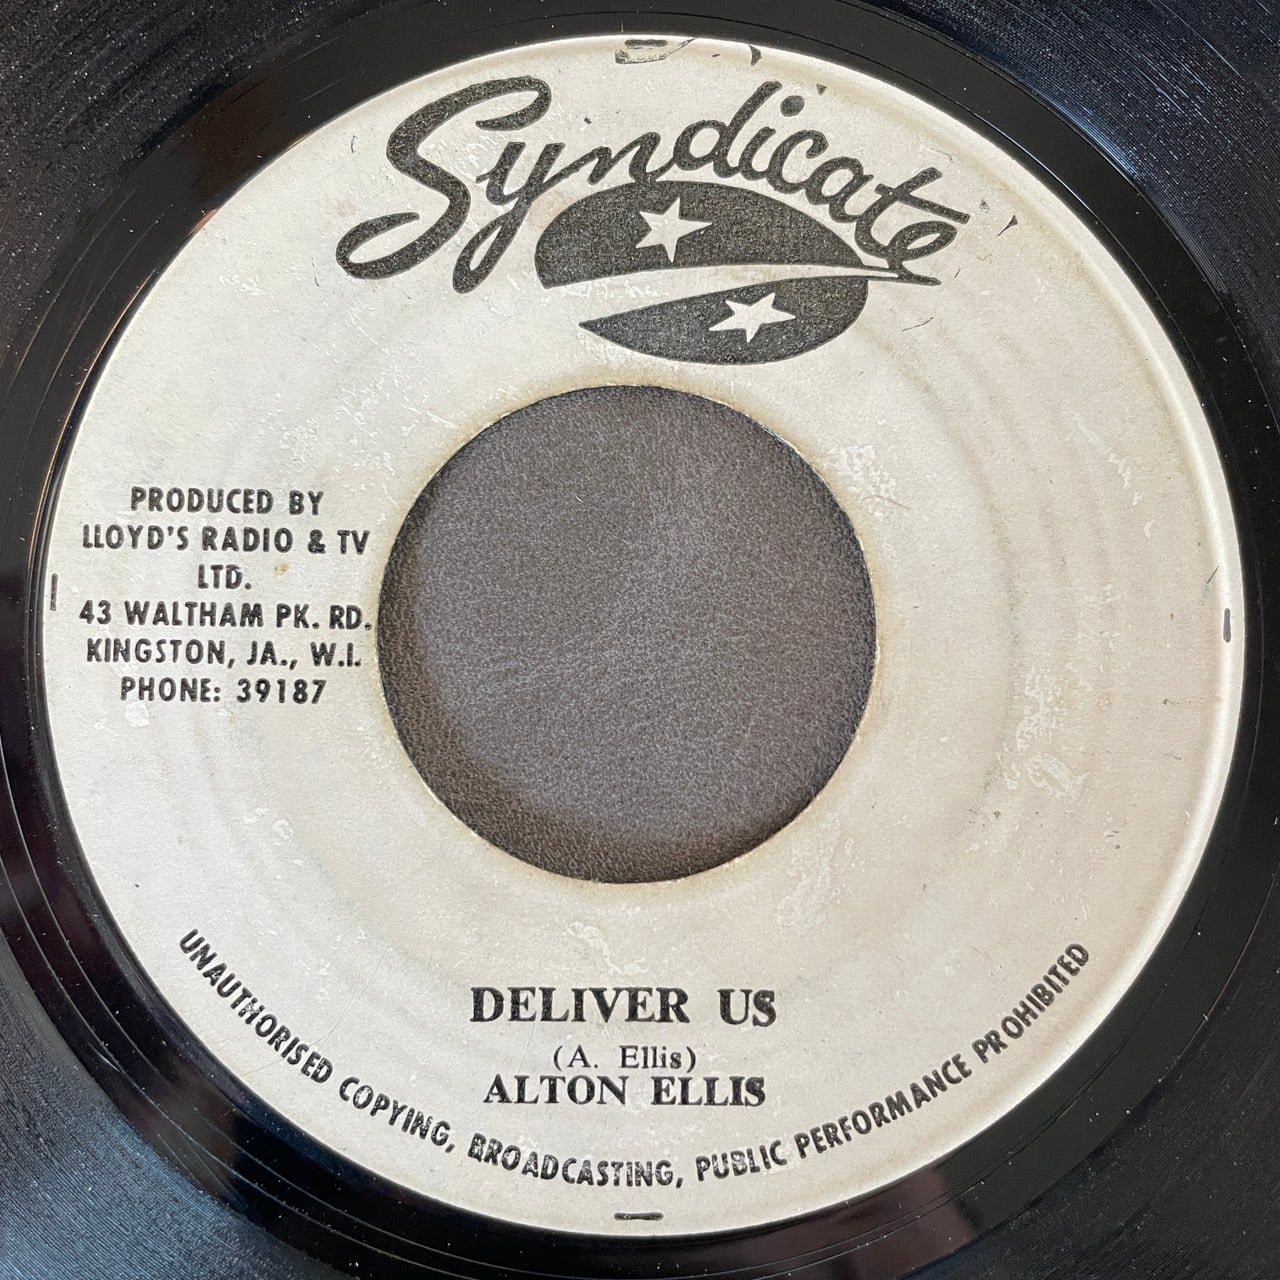 Syndicate
PRODUCED BY
LLOYD'S RADIO & TV
LTD.
43 WALTHAM PK. RD.
KINGSTON, JA., W.I.
PHONE: 39187
DELIVER US
(A. Ellis)
ALTON ELLIS
UNAUTHORISED COPYING, BROADCASTING, PUBLIC PERFORMANCE PROHIBITED